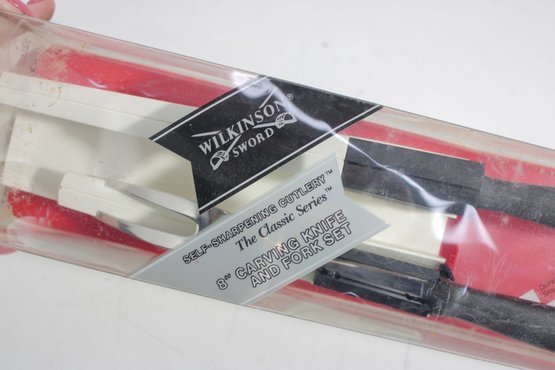 WILKINSON®
SWORD
SELF-SHARPENING CUTLERY™
The Classic Series™
8" CARVING KNIFE
AND FORK SET